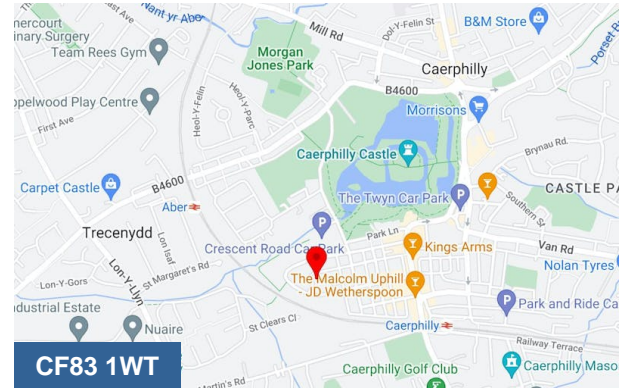 Nant yr Aber
nercourt
inary Surgery
Team Rees Gym
Mill Rd
Dol-Y-Felin St
B&M Store
Porset B
Morgan
Jones Park
Caerphilly
B4600
Heol-Y-Felin
Heol-Y-Parc
ppelwood Play Centre
First Ave
Morrisons
Brynau Rd
Caerphilly Castle
Carpet Castle
B4600
CASTLE PA
The Twyn Car Park
Southern St
Aber
Trecenydd
Crescent Road Car Park
Park Ln
Kings Arms
Van Rd
Lon Isaf
Nolan Tyres
Lon-Y-Gors
Lon-Y-Llyn
St Margaret's Rd
The Malcolm Uphill
- JD Wetherspoon
Park and Ride Ca
ndustrial Estate
Nuaire
St Clears Cl
Caerphilly
Railway Terrace
CF83 1WT
St Martin's Rd
Caerphilly Golf Club
Caerphilly Maso